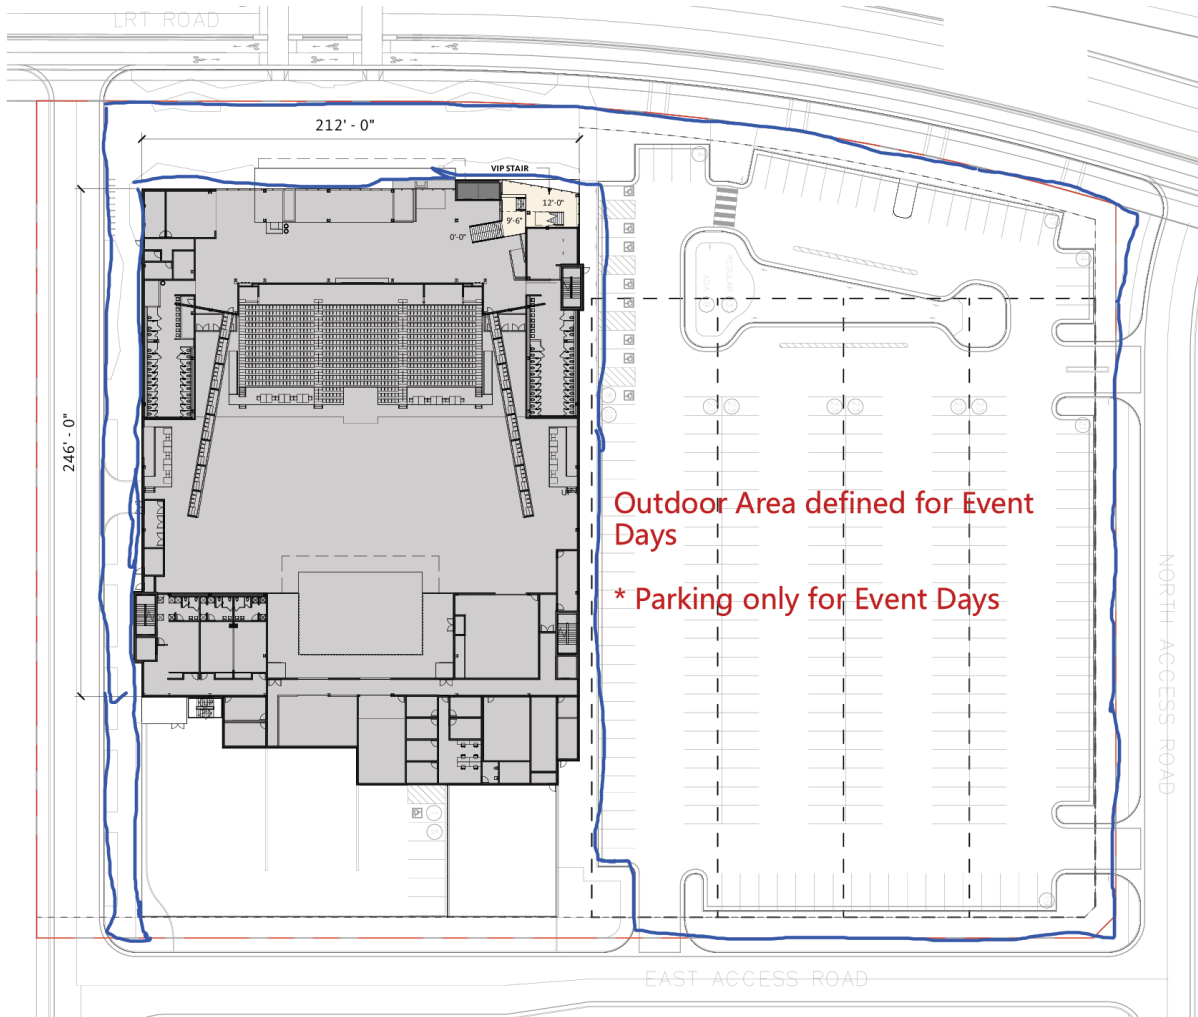 LRT ROAD
212' - 0"
VIP STAIR
12'-0"
9'-6"
0'-0"
REGULAR
ADA
246' - 0"
Outdoor Area defined for Event
Days
* Parking only for Event Days
NORTH ACCESS ROAD
EAST ACCESS ROAD